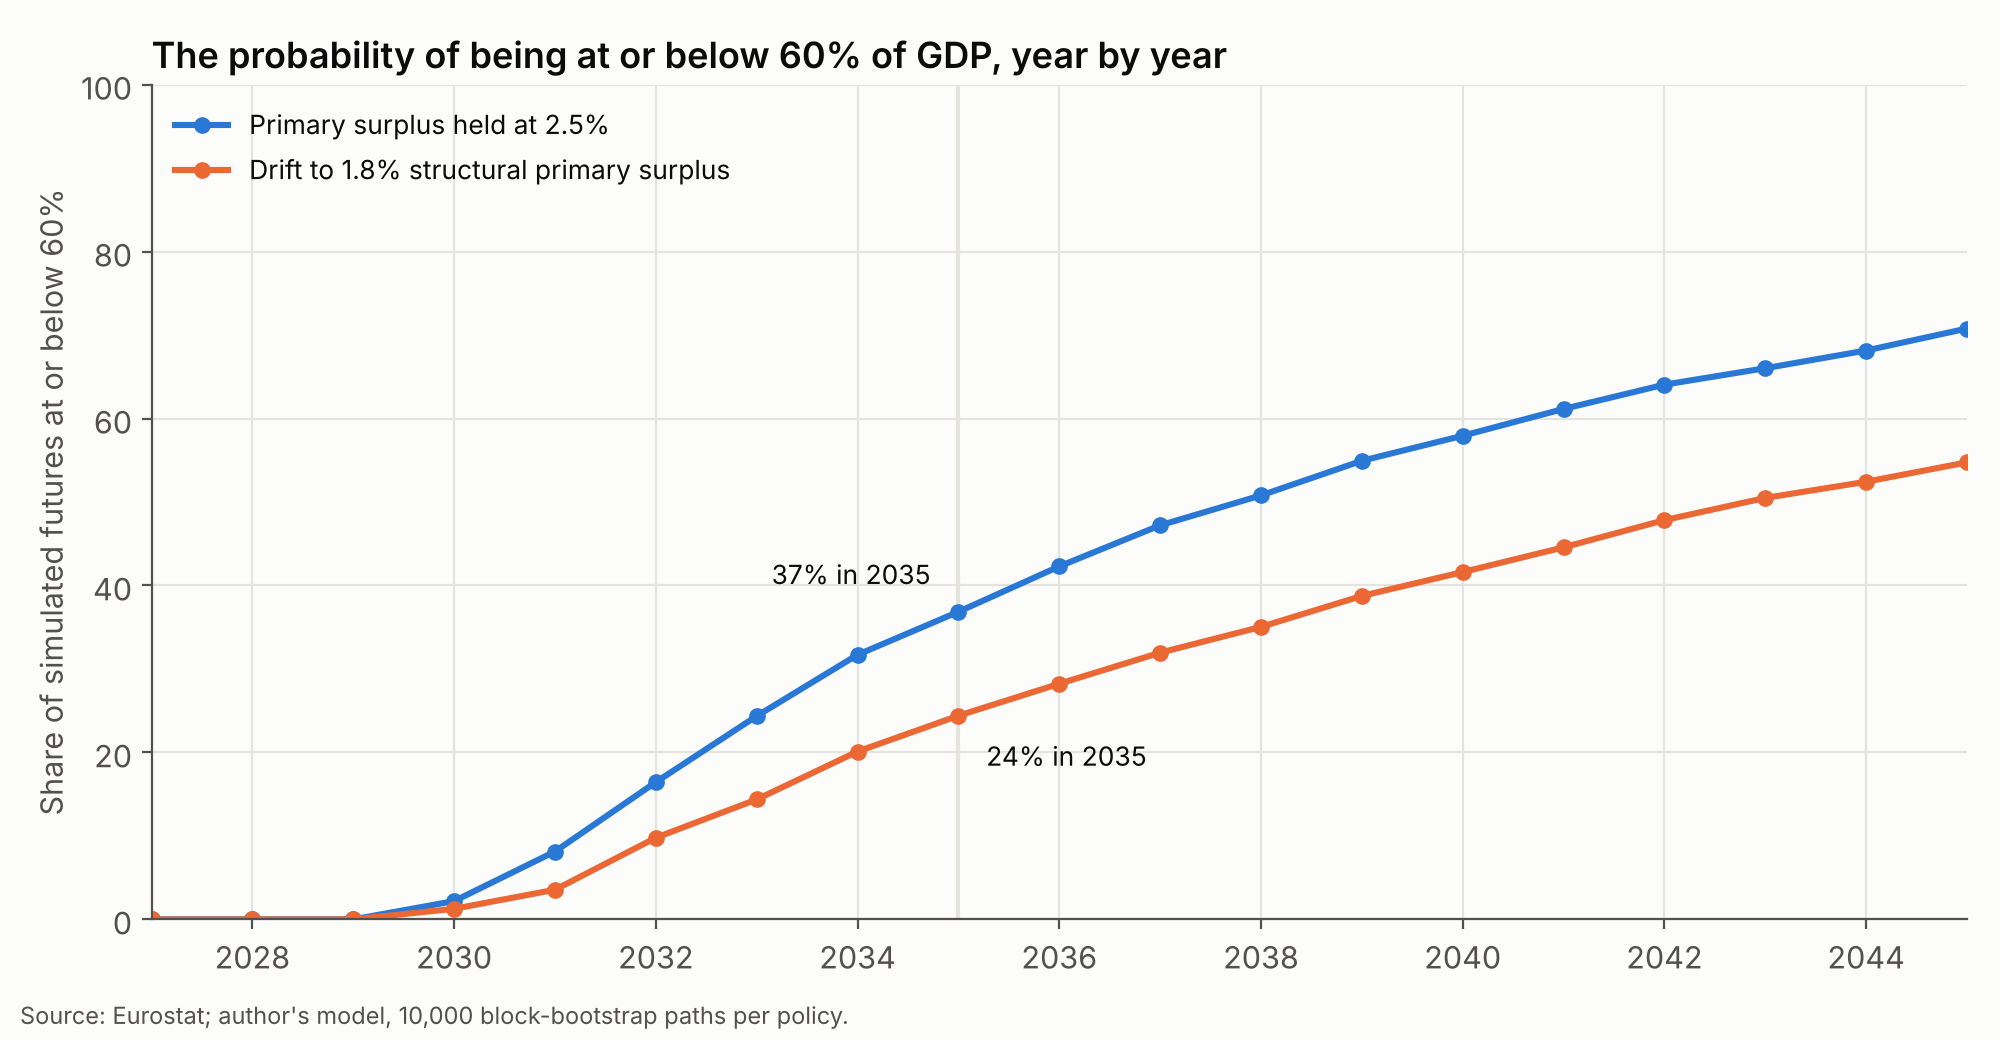 The probability of being at or below 60% of GDP, year by year
Primary surplus held at 2.5%
Drift to 1.8% structural primary surplus
Share of simulated futures at or below 60%
100
80
60
40
20
0
37% in 2035
24% in 2035
2028 2030 2032 2034 2036 2038 2040 2042 2044
Source: Eurostat; author's model, 10,000 block-bootstrap paths per policy.